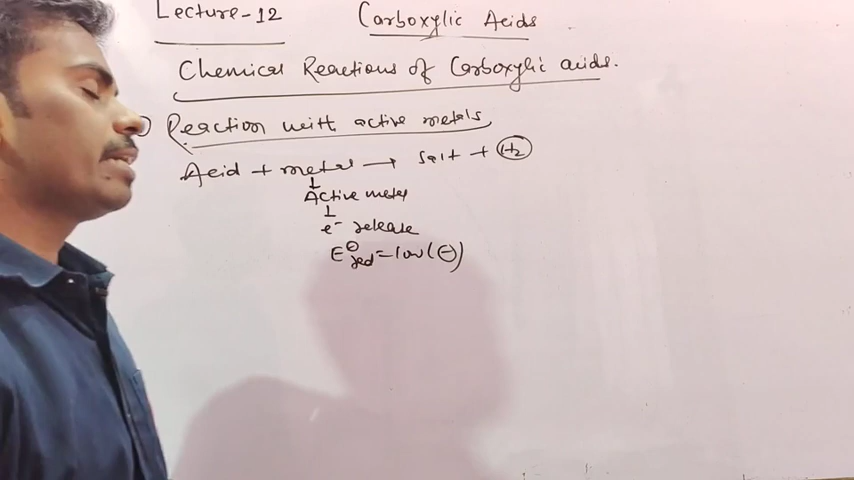 Lecture-12
Carboxylic Acids
Chemical Reactions of Carboxylic acids.
Reaction with active metals
Acid + metal → Salt + H2
↓
Active metal
↓
e- release
E⊖red = low (⊖)